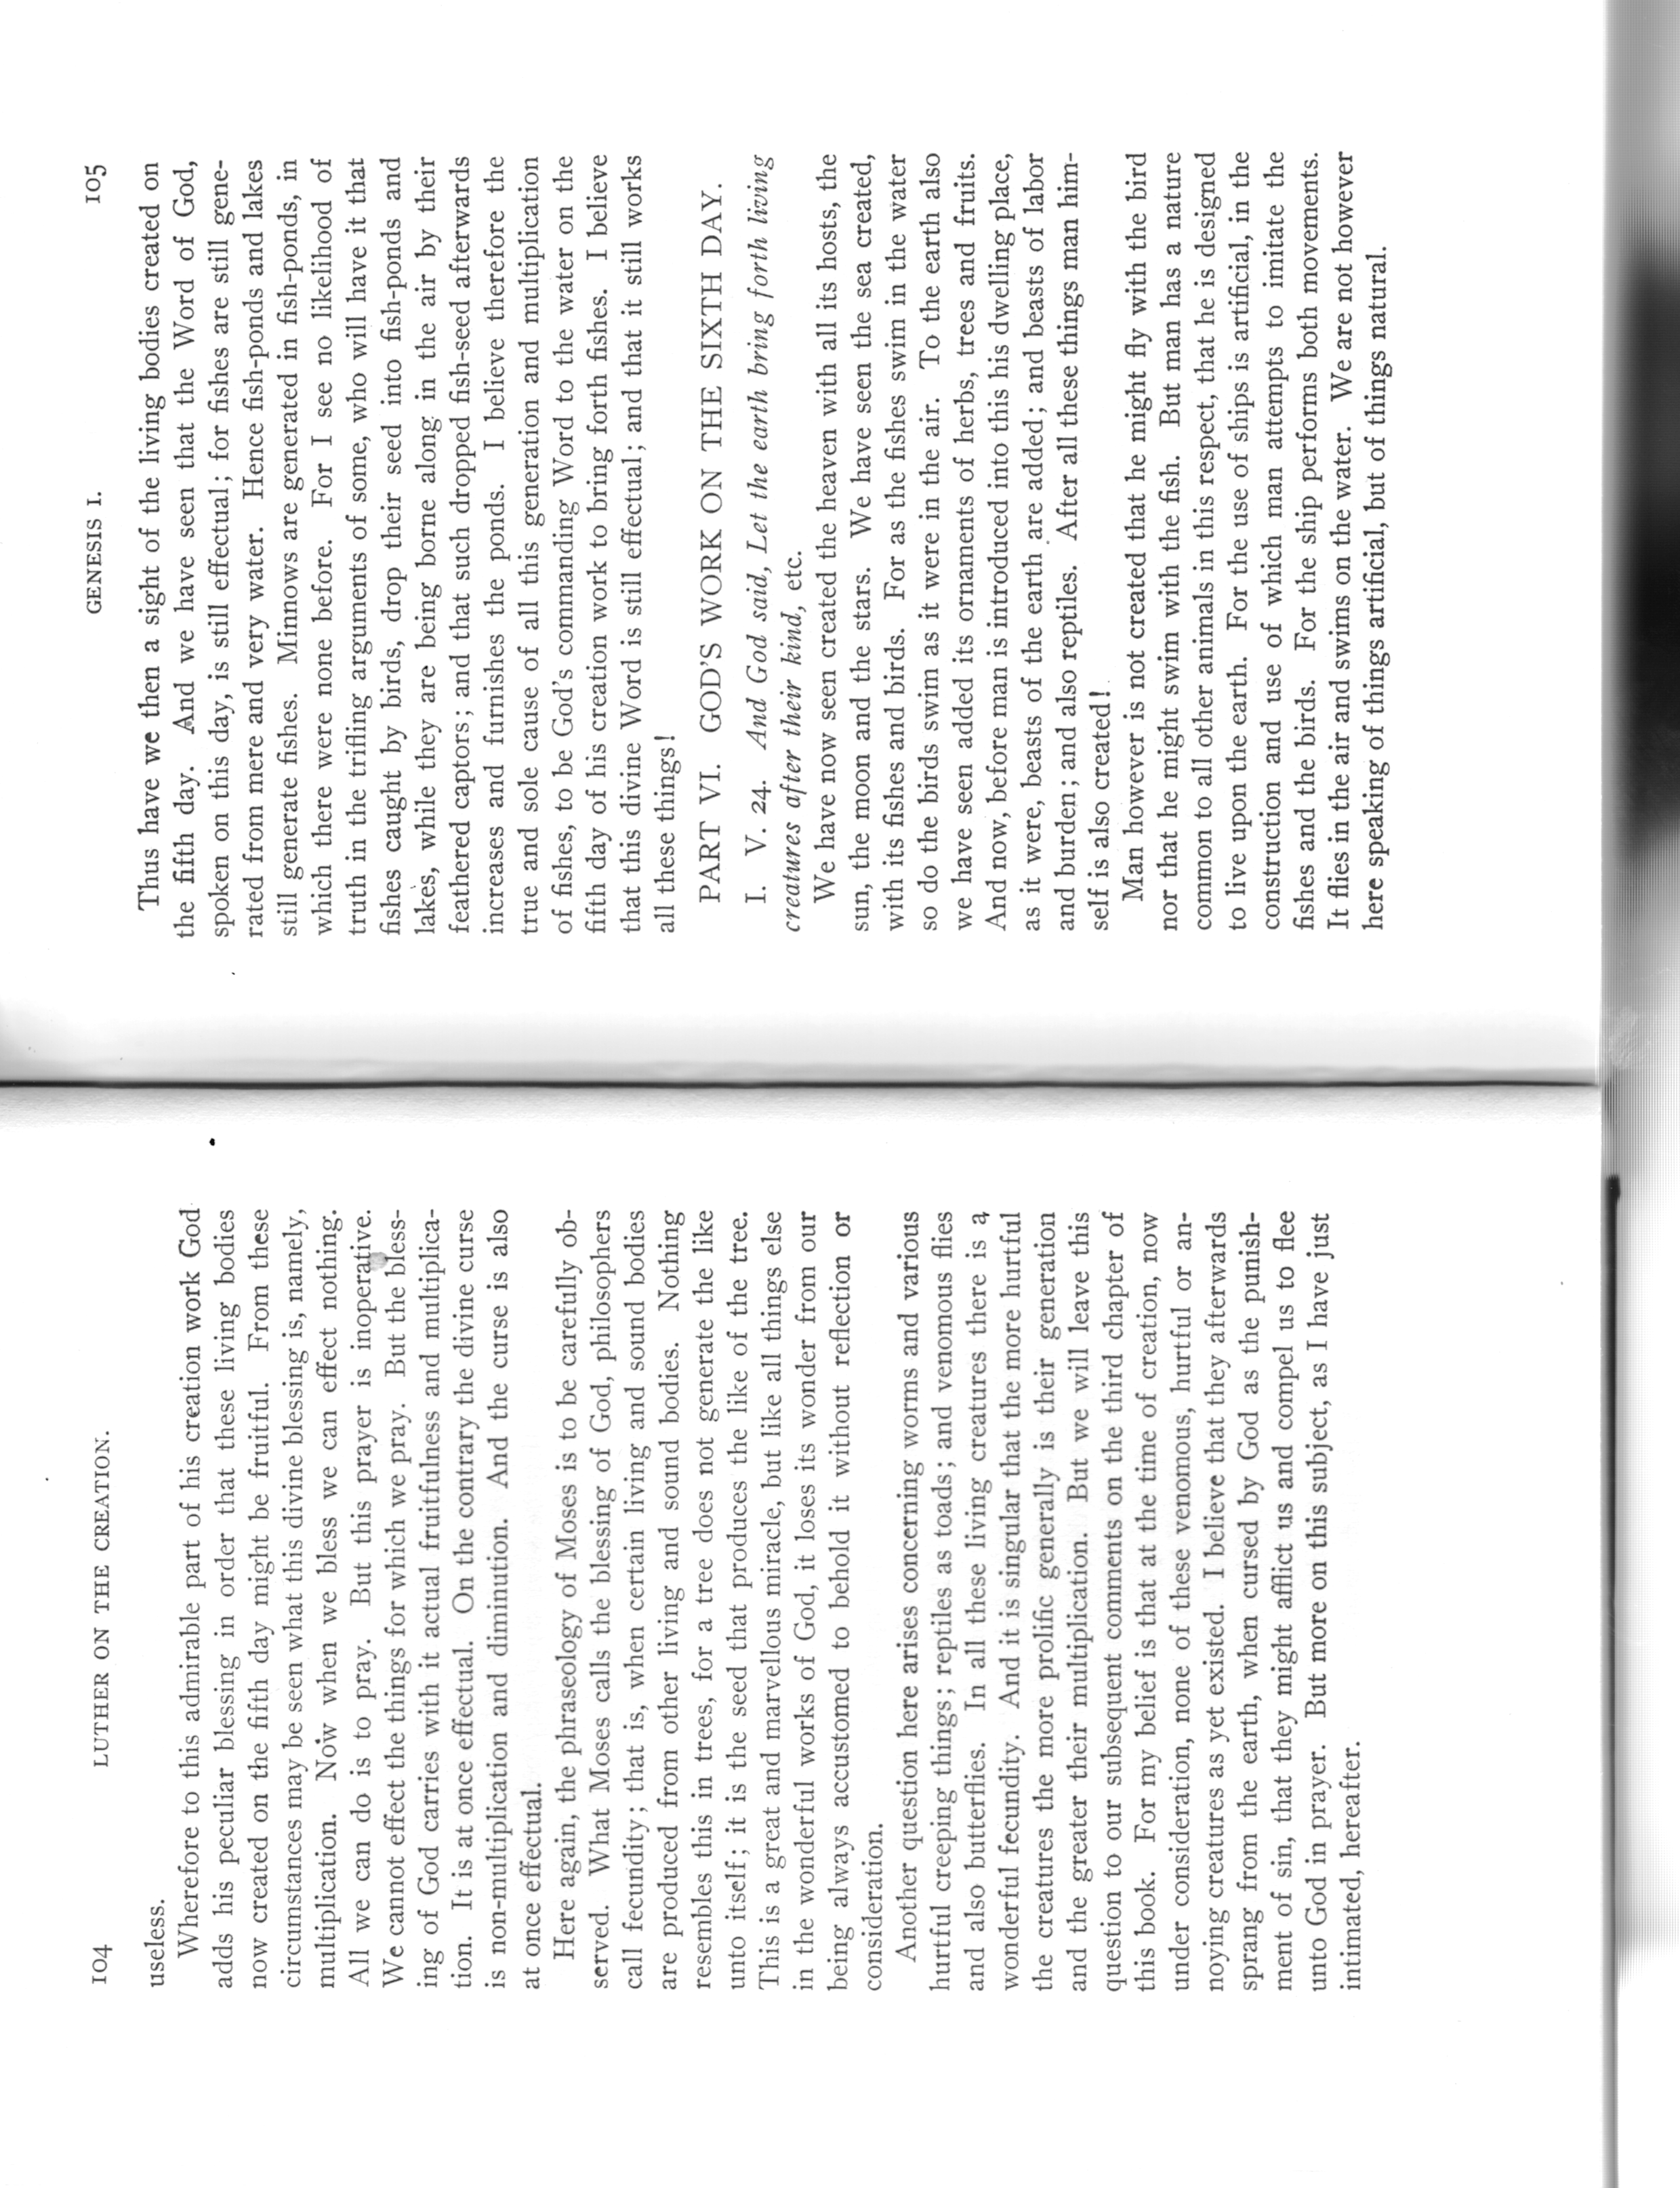 104 LUTHER ON THE CREATION.
useless.
Wherefore to this admirable part of his creation work God
adds his peculiar blessing in order that these living bodies
now created on the fifth day might be fruitful. From these
circumstances may be seen what this divine blessing is, namely,
multiplication. Now when we bless we can effect nothing.
All we can do is to pray. But this prayer is inoperative.
We cannot effect the things for which we pray. But the bless-
ing of God carries with it actual fruitfulness and multiplica-
tion. It is at once effectual. On the contrary the divine curse
is non-multiplication and diminution. And the curse is also
at once effectual.
Here again, the phraseology of Moses is to be carefully ob-
served. What Moses calls the blessing of God, philosophers
call fecundity; that is, when certain living and sound bodies
are produced from other living and sound bodies. Nothing
resembles this in trees, for a tree does not generate the like
unto itself; it is the seed that produces the like of the tree.
This is a great and marvellous miracle, but like all things else
in the wonderful works of God, it loses its wonder from our
being always accustomed to behold it without reflection or
consideration.
Another question here arises concerning worms and various
hurtful creeping things; reptiles as toads; and venomous flies
and also butterflies. In all these living creatures there is a
wonderful fecundity. And it is singular that the more hurtful
the creatures the more prolific generally is their generation
and the greater their multiplication. But we will leave this
question to our subsequent comments on the third chapter of
this book. For my belief is that at the time of creation, now
under consideration, none of these venomous, hurtful or an-
noying creatures as yet existed. I believe that they afterwards
sprang from the earth, when cursed by God as the punish-
ment of sin, that they might afflict us and compel us to flee
unto God in prayer. But more on this subject, as I have just
intimated, hereafter.
GENESIS I. 105
Thus have we then a sight of the living bodies created on
the fifth day. And we have seen that the Word of God,
spoken on this day, is still effectual; for fishes are still gene-
rated from mere and very water. Hence fish-ponds and lakes
still generate fishes. Minnows are generated in fish-ponds, in
which there were none before. For I see no likelihood of
truth in the trifling arguments of some, who will have it that
fishes caught by birds, drop their seed into fish-ponds and
lakes, while they are being borne along in the air by their
feathered captors; and that such dropped fish-seed afterwards
increases and furnishes the ponds. I believe therefore the
true and sole cause of all this generation and multiplication
of fishes, to be God's commanding Word to the water on the
fifth day of his creation work to bring forth fishes. I believe
that this divine Word is still effectual; and that it still works
all these things!
PART VI. GOD'S WORK ON THE SIXTH DAY.
I. V. 24. And God said, Let the earth bring forth living
creatures after their kind, etc.
We have now seen created the heaven with all its hosts, the
sun, the moon and the stars. We have seen the sea created,
with its fishes and birds. For as the fishes swim in the water
so do the birds swim as it were in the air. To the earth also
we have seen added its ornaments of herbs, trees and fruits.
And now, before man is introduced into this his dwelling place,
as it were, beasts of the earth are added; and beasts of labor
and burden; and also reptiles. After all these things man him-
self is also created!
Man however is not created that he might fly with the bird
nor that he might swim with the fish. But man has a nature
common to all other animals in this respect, that he is designed
to live upon the earth. For the use of ships is artificial, in the
construction and use of which man attempts to imitate the
fishes and the birds. For the ship performs both movements.
It flies in the air and swims on the water. We are not however
here speaking of things artificial, but of things natural.